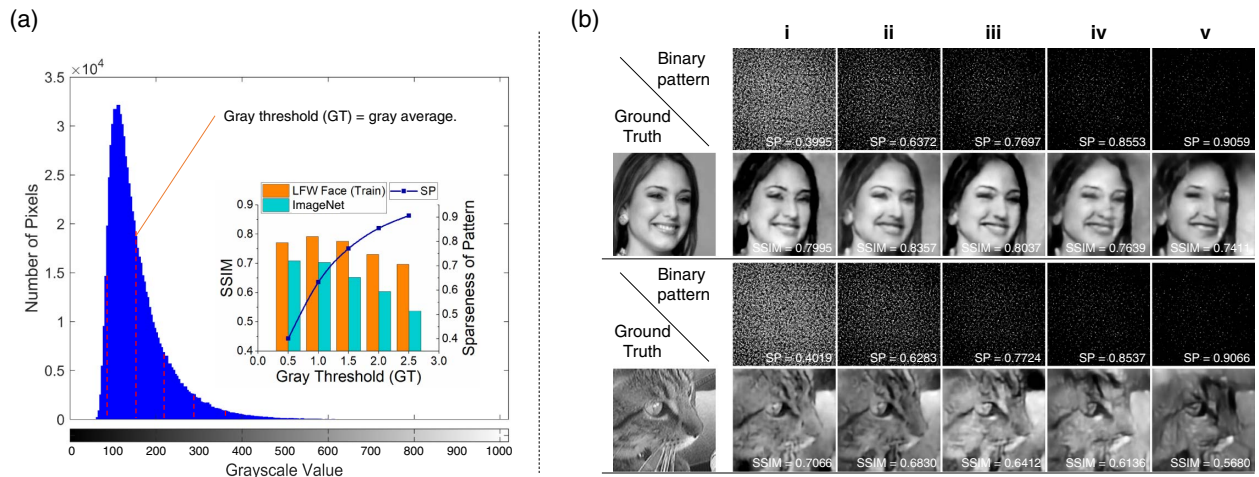 (a)
3.5 ×10⁴
3.0
2.5
2.0
1.5
1.0
0.5
0
Number of Pixels
0 100 200 300 400 500 600 700 800 900 1000
Grayscale Value
Gray threshold (GT) = gray average.
LFW Face (Train) SP
ImageNet
0.9
0.8
0.7
0.6
0.5
0.4
SSIM
0.9
0.8
0.7
0.6
0.5
0.4
Sparseness of Pattern
0.0 0.5 1.0 1.5 2.0 2.5 3.0
Gray Threshold (GT)
(b)
i ii iii iv v
Binary
pattern
Ground
Truth
SP = 0.3995 SP = 0.6372 SP = 0.7697 SP = 0.8553 SP = 0.9059
SSIM = 0.7995 SSIM = 0.8357 SSIM = 0.8037 SSIM = 0.7639 SSIM = 0.7411
Binary
pattern
Ground
Truth
SP = 0.4019 SP = 0.6283 SP = 0.7724 SP = 0.8537 SP = 0.9066
SSIM = 0.7066 SSIM = 0.6830 SSIM = 0.6412 SSIM = 0.6136 SSIM = 0.5680